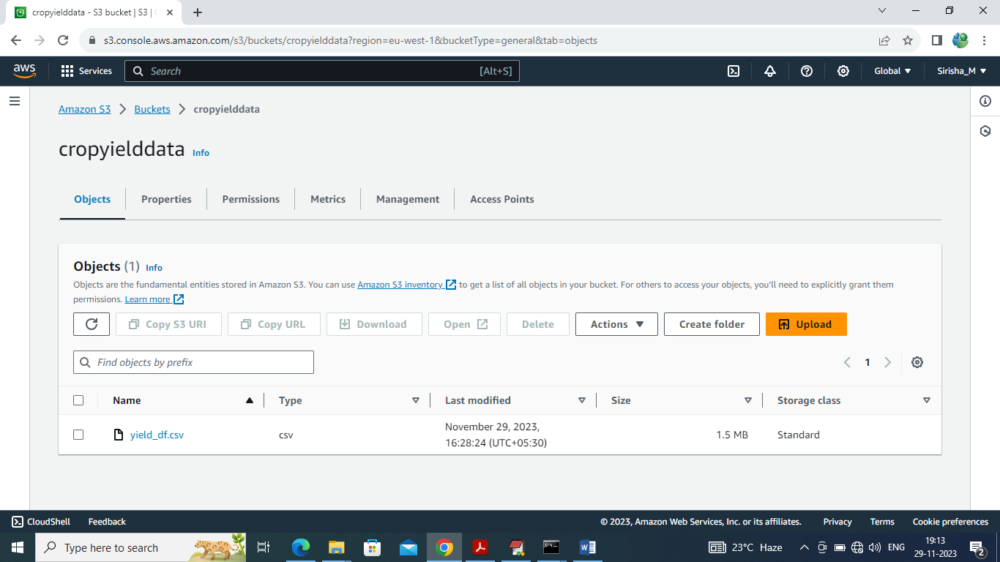 cropyielddata - S3 bucket | S3 |
s3.console.aws.amazon.com/s3/buckets/cropyielddata?region=eu-west-1&bucketType=general&tab=objects
aws Services Search [Alt+S] Global Sirisha_M
Amazon S3 Buckets cropyielddata
cropyielddata Info
Objects Properties Permissions Metrics Management Access Points
Objects (1) Info
Objects are the fundamental entities stored in Amazon S3. You can use Amazon S3 inventory to get a list of all objects in your bucket. For others to access your objects, you'll need to explicitly grant them
permissions. Learn more
Copy S3 URI Copy URL Download Open Delete Actions Create folder Upload
Find objects by prefix 1
Name Type Last modified Size Storage class
yield_df.csv csv November 29, 2023, 1.5 MB Standard
16:28:24 (UTC+05:30)
CloudShell Feedback © 2023, Amazon Web Services, Inc. or its affiliates. Privacy Terms Cookie preferences
Type here to search 23°C Haze ENG 19:13
29-11-2023 2